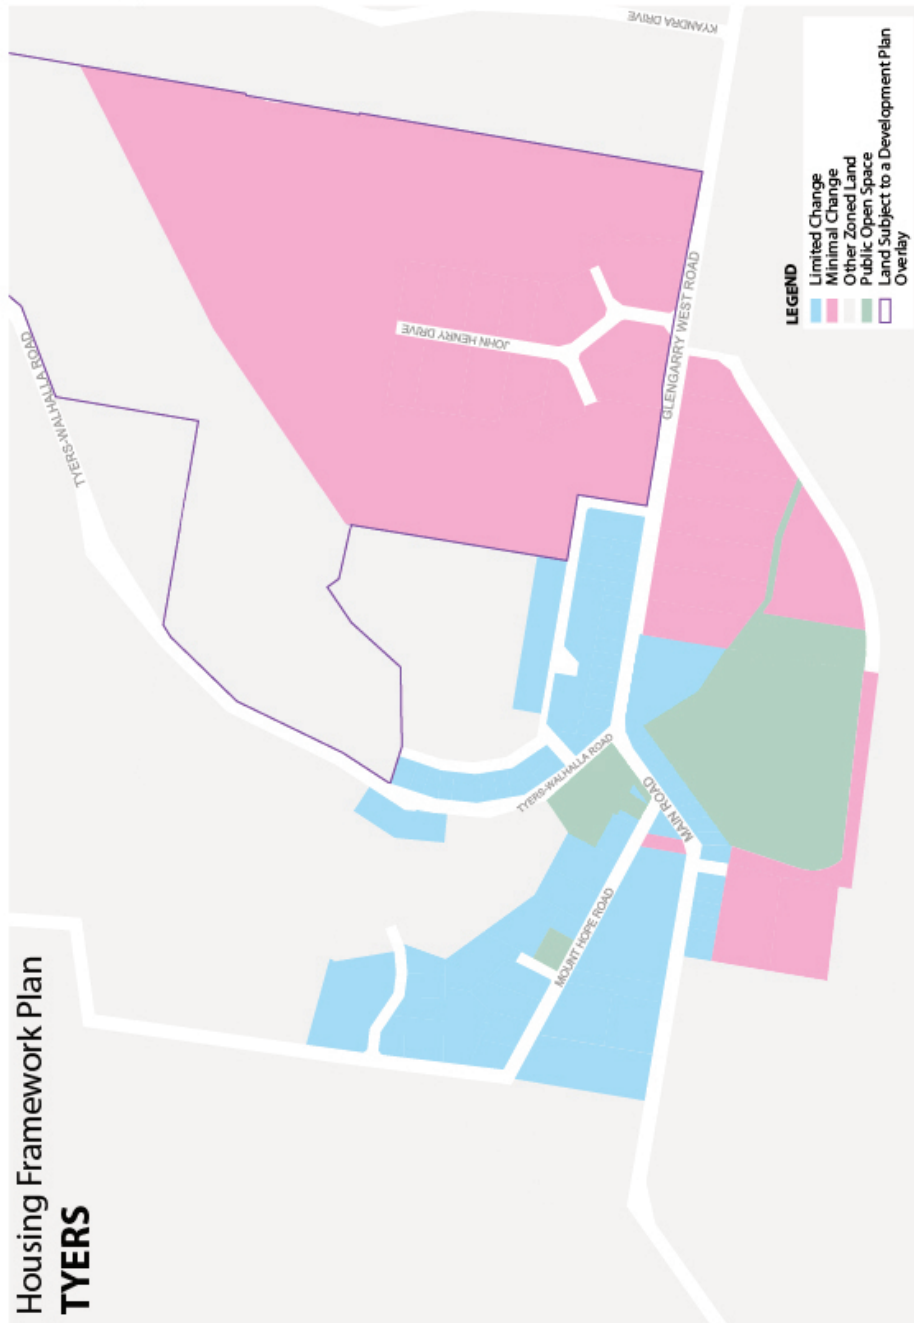 Housing Framework Plan
TYERS
TYERS-WALHALLA ROAD
KYANDRA DRIVE
JOHN HENRY DRIVE
GLENGARRY WEST ROAD
TYERS-WALHALLA ROAD
MAIN ROAD
MOUNT HOPE ROAD
LEGEND
Limited Change
Minimal Change
Other Zoned Land
Public Open Space
Land Subject to a Development Plan
Overlay